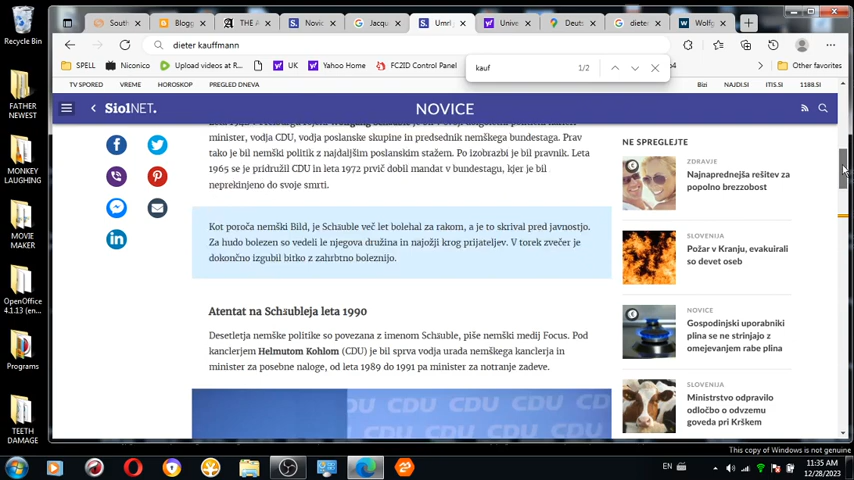 South
Blogg
THE A
Novic
Jacqu
Umrl
Unive
Deuts
dieter
Wolfg
dieter kauffmann
SPELL
Niconico
Upload videos at R...
UK
Yahoo Home
FC2ID Control Panel
Other favorites
kauf
1/2
TV SPORED
VREME
HOROSKOP
PREGLED DNEVA
Bizi
NAJDI.SI
ITIS.SI
1188.SI
SiolNET.
NOVICE
minister, vodja CDU, vodja poslanske skupine in predsednik nemškega bundestaga. Prav
tako je bil nemški politik z najdaljšim poslanskim stažem. Po izobrazbi je bil pravnik. Leta
1965 se je pridružil CDU in leta 1972 prvič dobil mandat v bundestagu, kjer je bil
neprekinjeno do svoje smrti.
Kot poroča nemški Bild, je Schäuble več let bolehal za rakom, a je to skrival pred javnostjo.
Za hudo bolezen so vedeli le njegova družina in najožji krog prijateljev. V torek zvečer je
dokončno izgubil bitko z zahrbtno boleznijo.
Atentat na Schäubleja leta 1990
Desetletja nemške politike so povezana z imenom Schäuble, piše nemški medij Focus. Pod
kanclerjem Helmutom Kohlom (CDU) je bil sprva vodja urada nemškega kanclerja in
minister za posebne naloge, od leta 1989 do 1991 pa minister za notranje zadeve.
CDU CDU CDU CDU
NE SPREGLEJTE
ZDRAVJE
Najnaprednejša rešitev za
popolno brezzobost
SLOVENIJA
Požar v Kranju, evakuirali
so devet oseb
NOVICE
Gospodinjski uporabniki
plina se ne strinjajo z
omejevanjem rabe plina
SLOVENIJA
Ministrstvo odpravilo
odločbo o odvzemu
goveda pri Krškem
Recycle Bin
FATHER
NEWEST
MONKEY
LAUGHING
MOVIE
MAKER
OpenOffice
4.1.13 (en...
Programs
TEETH
DAMAGE
This copy of Windows is not genuine
EN
11:35 AM
12/28/2023